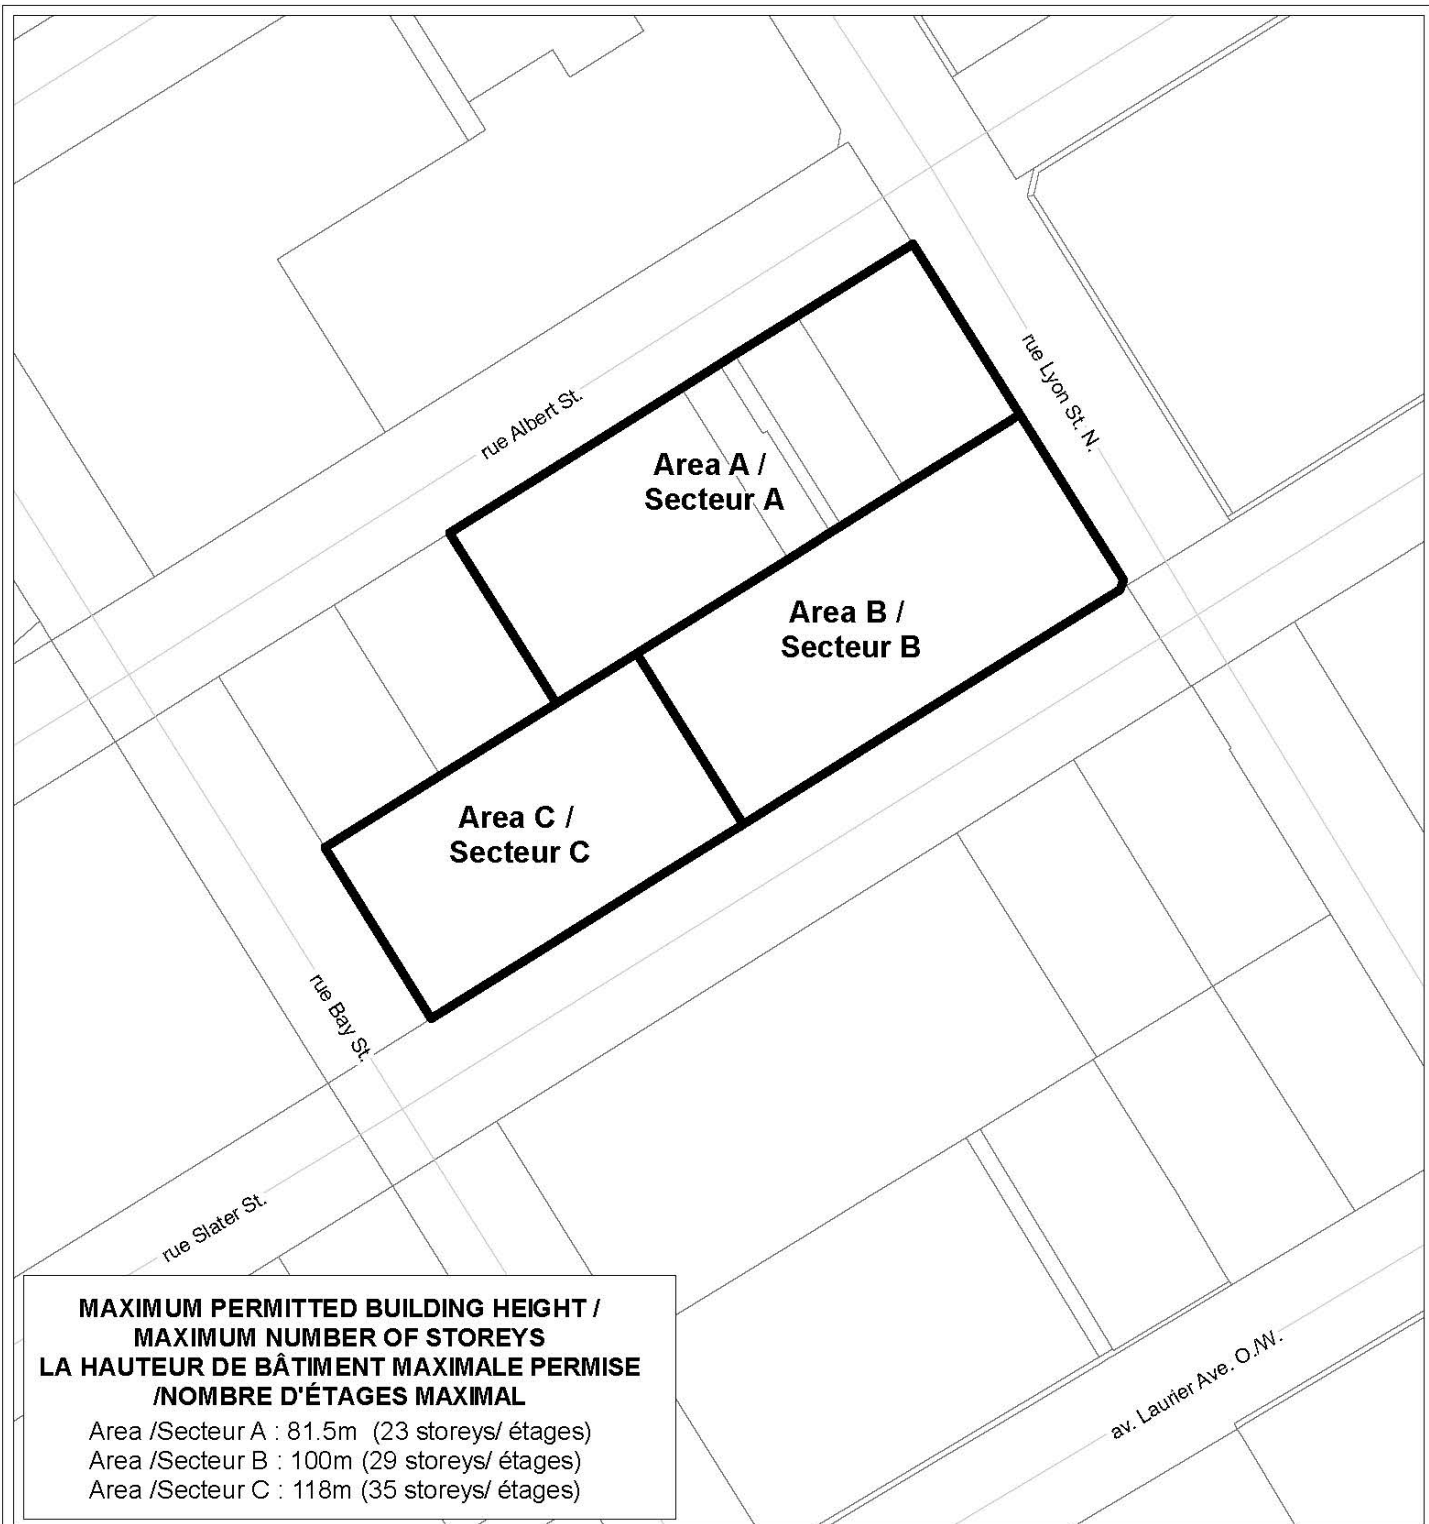 rue Lyon St. N.
rue Albert St.
Area A /
Secteur A
Area B /
Secteur B
Area C /
Secteur C
rue Bay St.
rue Slater St.
av. Laurier Ave. O./W.
MAXIMUM PERMITTED BUILDING HEIGHT /
MAXIMUM NUMBER OF STOREYS
LA HAUTEUR DE BÂTIMENT MAXIMALE PERMISE
/NOMBRE D'ÉTAGES MAXIMAL
Area /Secteur A : 81.5m (23 storeys/ étages)
Area /Secteur B : 100m (29 storeys/ étages)
Area /Secteur C : 118m (35 storeys/ étages)